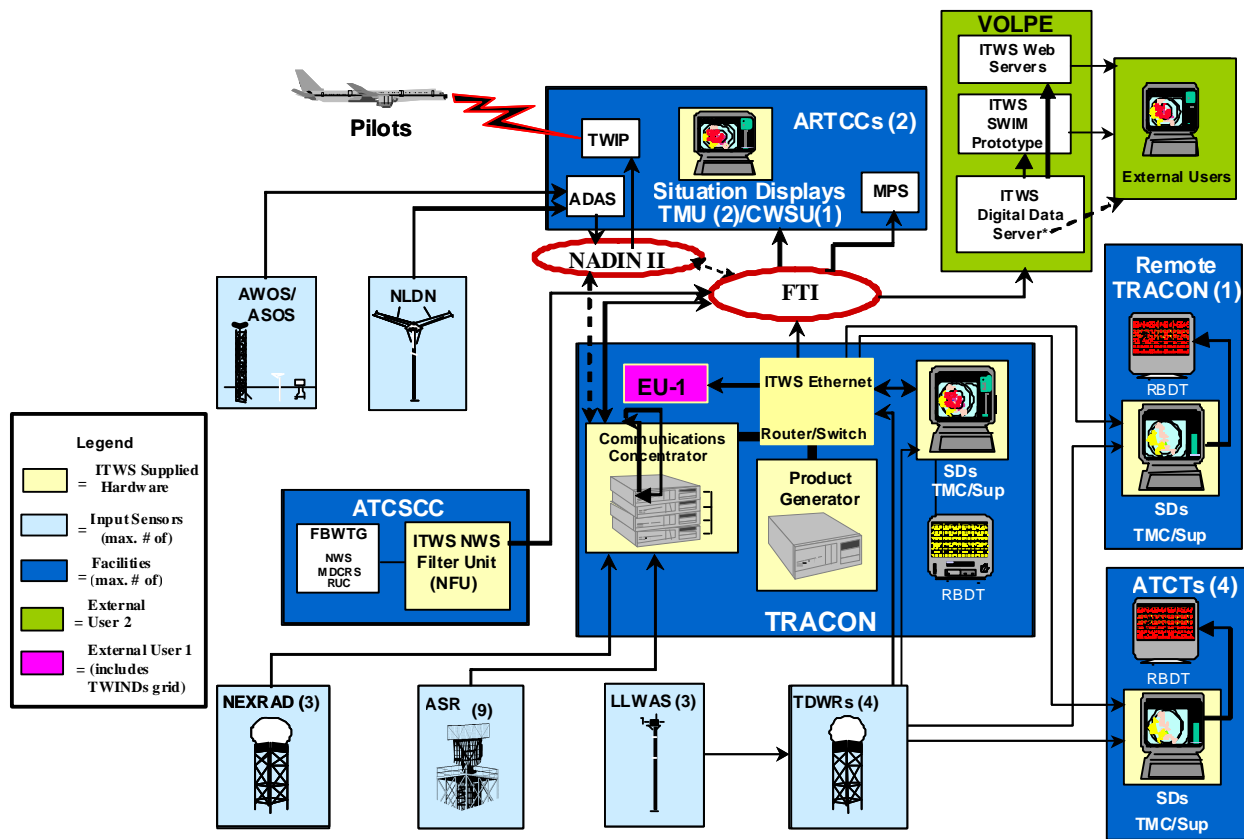 VOLPE
ITWS Web
Servers
ITWS
SWIM
Prototype
ITWS
Digital Data
Server*
External Users
Pilots
ARTCCs (2)
TWIP
ADAS
Situation Displays
TMU (2)/CWSU(1)
MPS
NADIN II
FTI
AWOS/
ASOS
NLDN
Remote
TRACON (1)
RBDT
SDs
TMC/Sup
EU-1
ITWS Ethernet
Router/Switch
Communications
Concentrator
Product
Generator
SDs
TMC/Sup
RBDT
TRACON
Legend
= ITWS Supplied
Hardware
= Input Sensors
(max. # of)
= Facilities
(max. # of)
External
= User 2
External User 1
= (includes
TWINDs grid)
ATCSCC
FBWTG
NWS
MDCRS
RUC
ITWS NWS
Filter Unit
(NFU)
ATCTs (4)
RBDT
SDs
TMC/Sup
NEXRAD (3)
ASR (9)
LLWAS (3)
TDWRs (4)